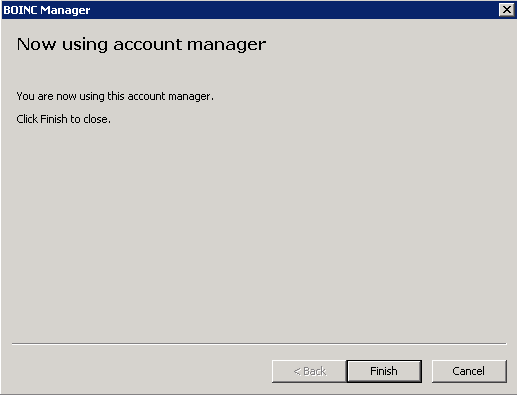 BOINC Manager
Now using account manager
You are now using this account manager.
Click Finish to close.
< Back
Finish
Cancel